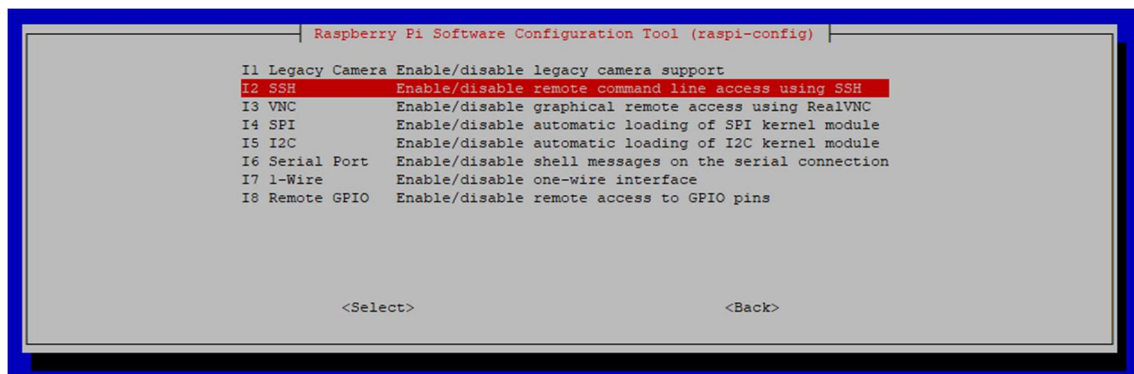 Raspberry Pi Software Configuration Tool (raspi-config)
I1 Legacy Camera Enable/disable legacy camera support
I2 SSH Enable/disable remote command line access using SSH
I3 VNC Enable/disable graphical remote access using RealVNC
I4 SPI Enable/disable automatic loading of SPI kernel module
I5 I2C Enable/disable automatic loading of I2C kernel module
I6 Serial Port Enable/disable shell messages on the serial connection
I7 1-Wire Enable/disable one-wire interface
I8 Remote GPIO Enable/disable remote access to GPIO pins
<Select> <Back>